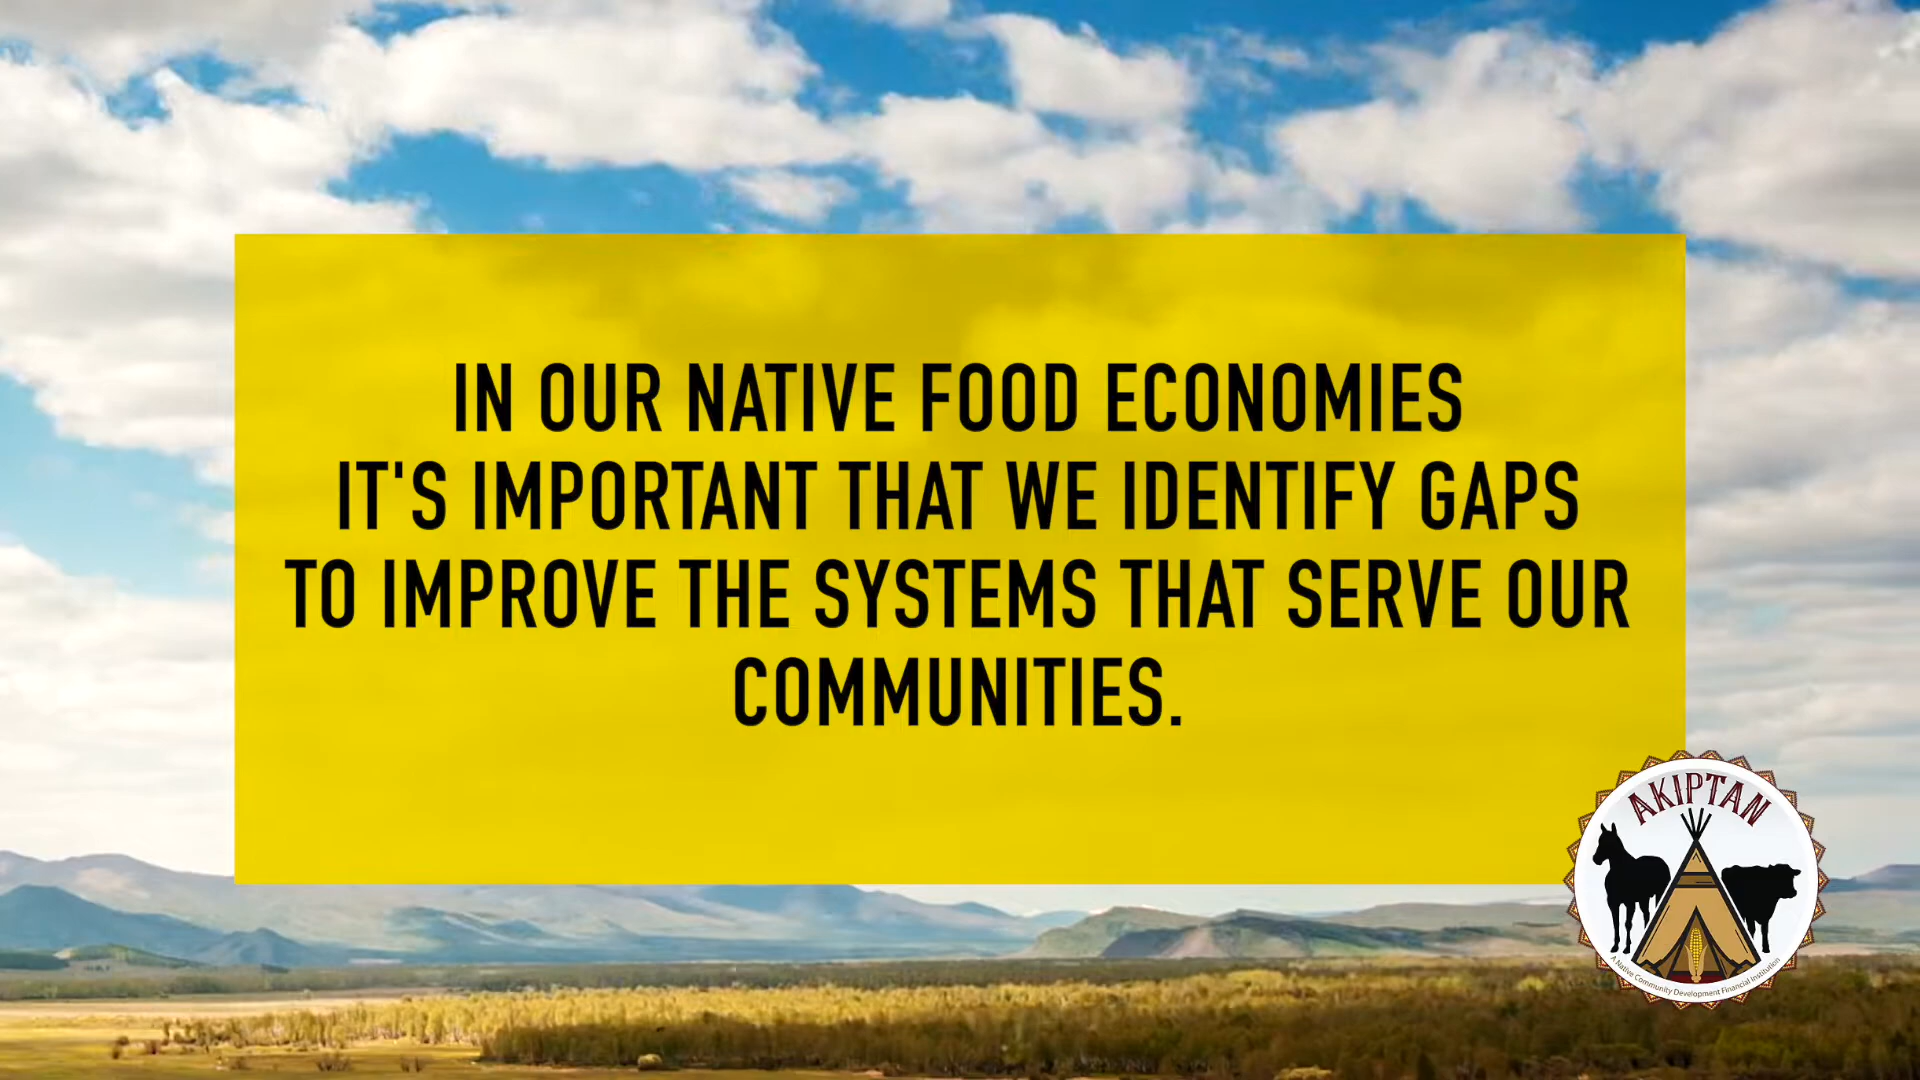 IN OUR NATIVE FOOD ECONOMIES
IT'S IMPORTANT THAT WE IDENTIFY GAPS
TO IMPROVE THE SYSTEMS THAT SERVE OUR
COMMUNITIES.
AKIPTAN
A Native Community Development Financial Institution